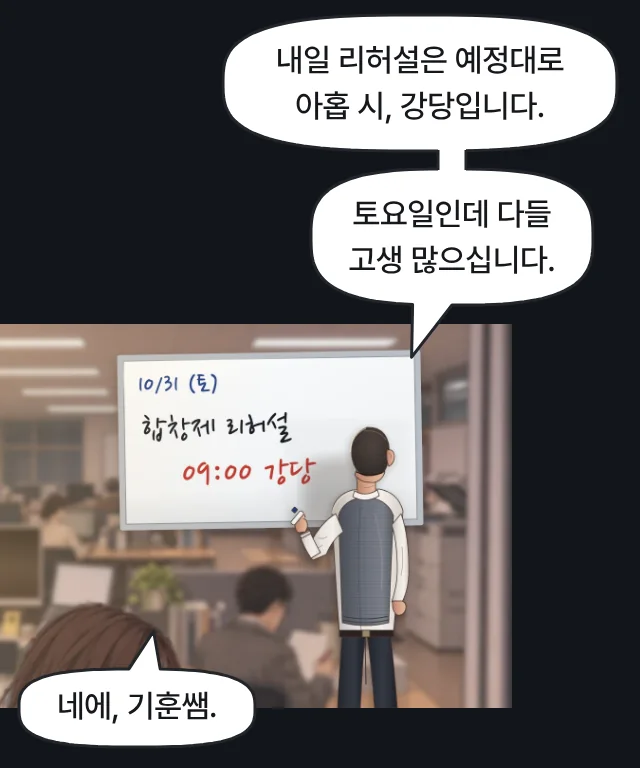 내일 리허설은 예정대로
아홉 시, 강당입니다.
토요일인데 다들
고생 많으십니다.
10/31 (토)
합창제 리허설
09:00 강당
네에, 기훈쌤.